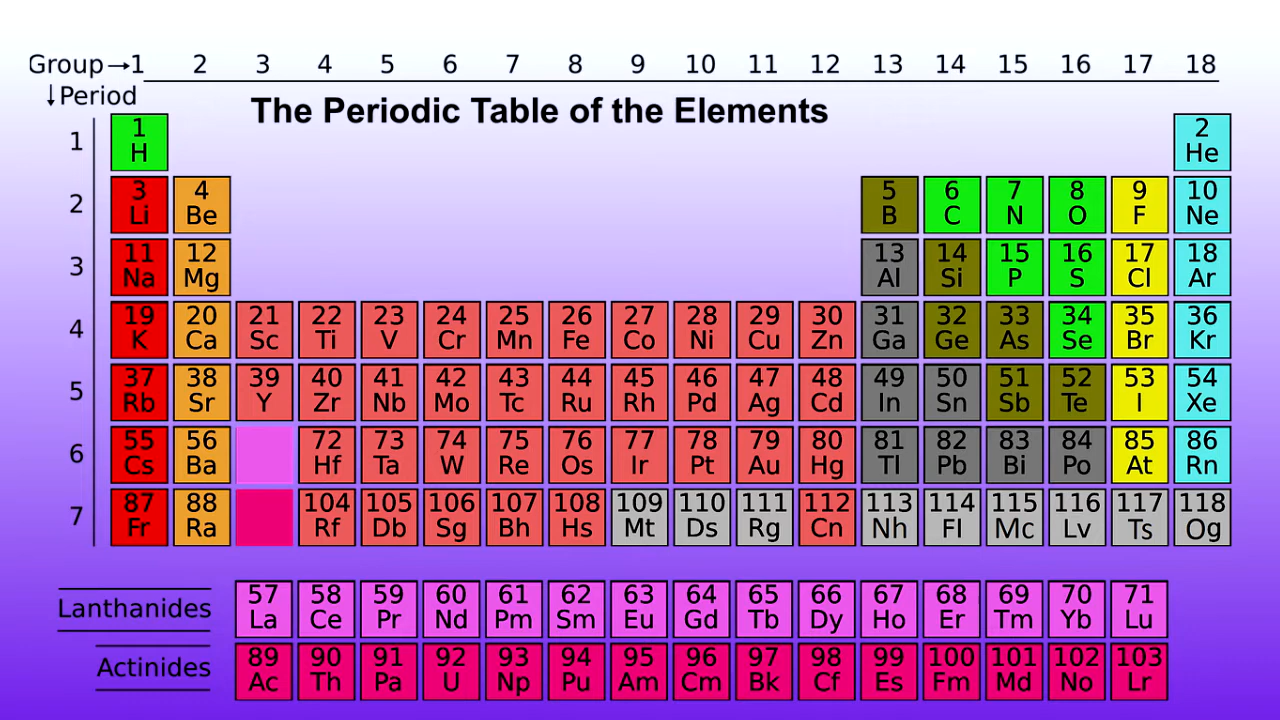 Group →1 2 3 4 5 6 7 8 9 10 11 12 13 14 15 16 17 18
↓Period
The Periodic Table of the Elements
1 1 2
H He
2 3 4 5 6 7 8 9 10
Li Be B C N O F Ne
3 11 12 13 14 15 16 17 18
Na Mg Al Si P S Cl Ar
4 19 20 21 22 23 24 25 26 27 28 29 30 31 32 33 34 35 36
K Ca Sc Ti V Cr Mn Fe Co Ni Cu Zn Ga Ge As Se Br Kr
5 37 38 39 40 41 42 43 44 45 46 47 48 49 50 51 52 53 54
Rb Sr Y Zr Nb Mo Tc Ru Rh Pd Ag Cd In Sn Sb Te I Xe
6 55 56 72 73 74 75 76 77 78 79 80 81 82 83 84 85 86
Cs Ba Hf Ta W Re Os Ir Pt Au Hg Tl Pb Bi Po At Rn
7 87 88 104 105 106 107 108 109 110 111 112 113 114 115 116 117 118
Fr Ra Rf Db Sg Bh Hs Mt Ds Rg Cn Nh Fl Mc Lv Ts Og
57 58 59 60 61 62 63 64 65 66 67 68 69 70 71
Lanthanides La Ce Pr Nd Pm Sm Eu Gd Tb Dy Ho Er Tm Yb Lu
89 90 91 92 93 94 95 96 97 98 99 100 101 102 103
Actinides Ac Th Pa U Np Pu Am Cm Bk Cf Es Fm Md No Lr